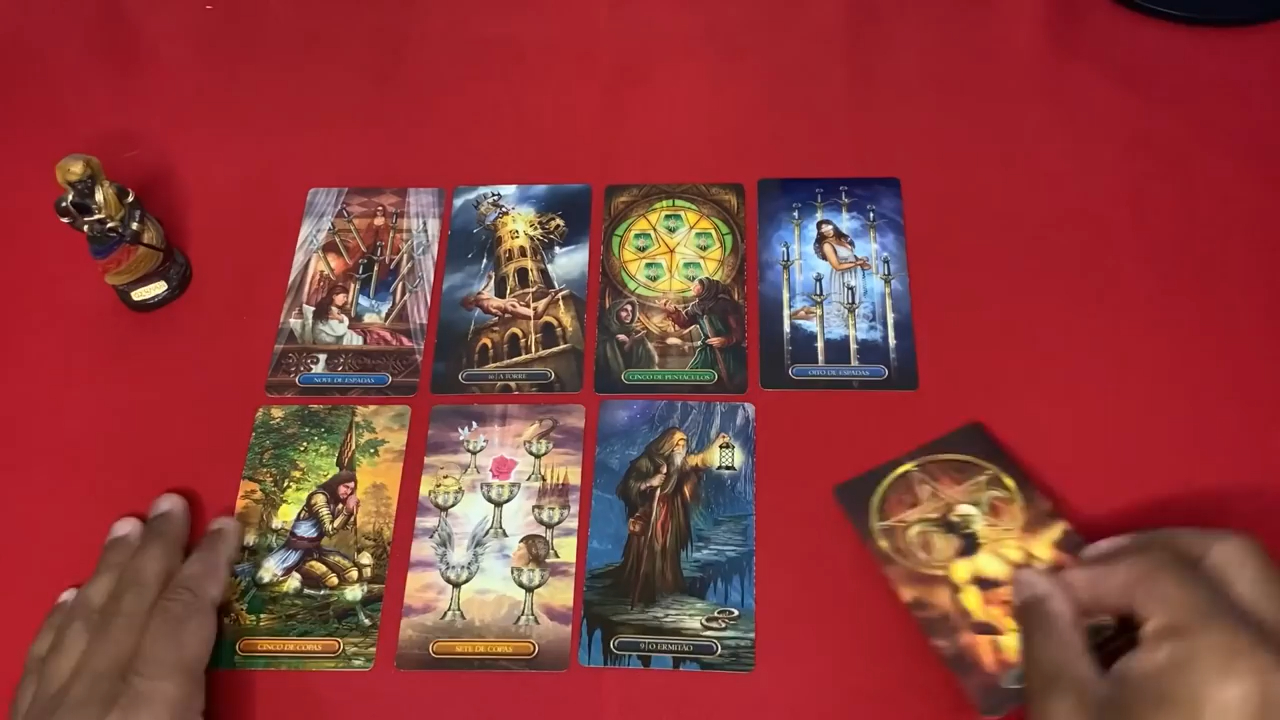 NOVE DE ESPADAS
16 | A TORRE
CINCO DE PENTÁCULOS
OITO DE ESPADAS
CINCO DE COPAS
SETE DE COPAS
9 | O ERMITÃO